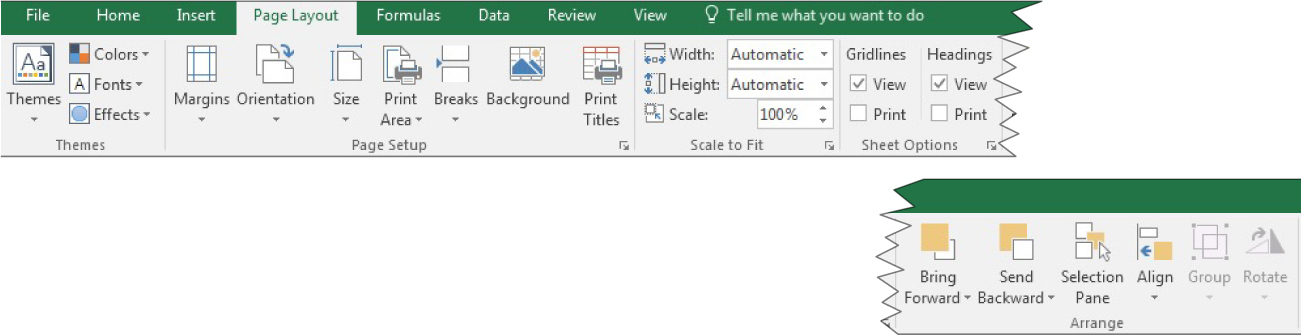 File Home Insert Page Layout Formulas Data Review View Tell me what you want to do
Aa Colors Width: Automatic Gridlines Headings
A Fonts Height: Automatic View View
Themes Effects Margins Orientation Size Print Area Breaks Background Print Titles Scale: 100% Print Print
Themes Page Setup Scale to Fit Sheet Options
Bring Send Selection Align Group Rotate
Forward Backward Pane
Arrange